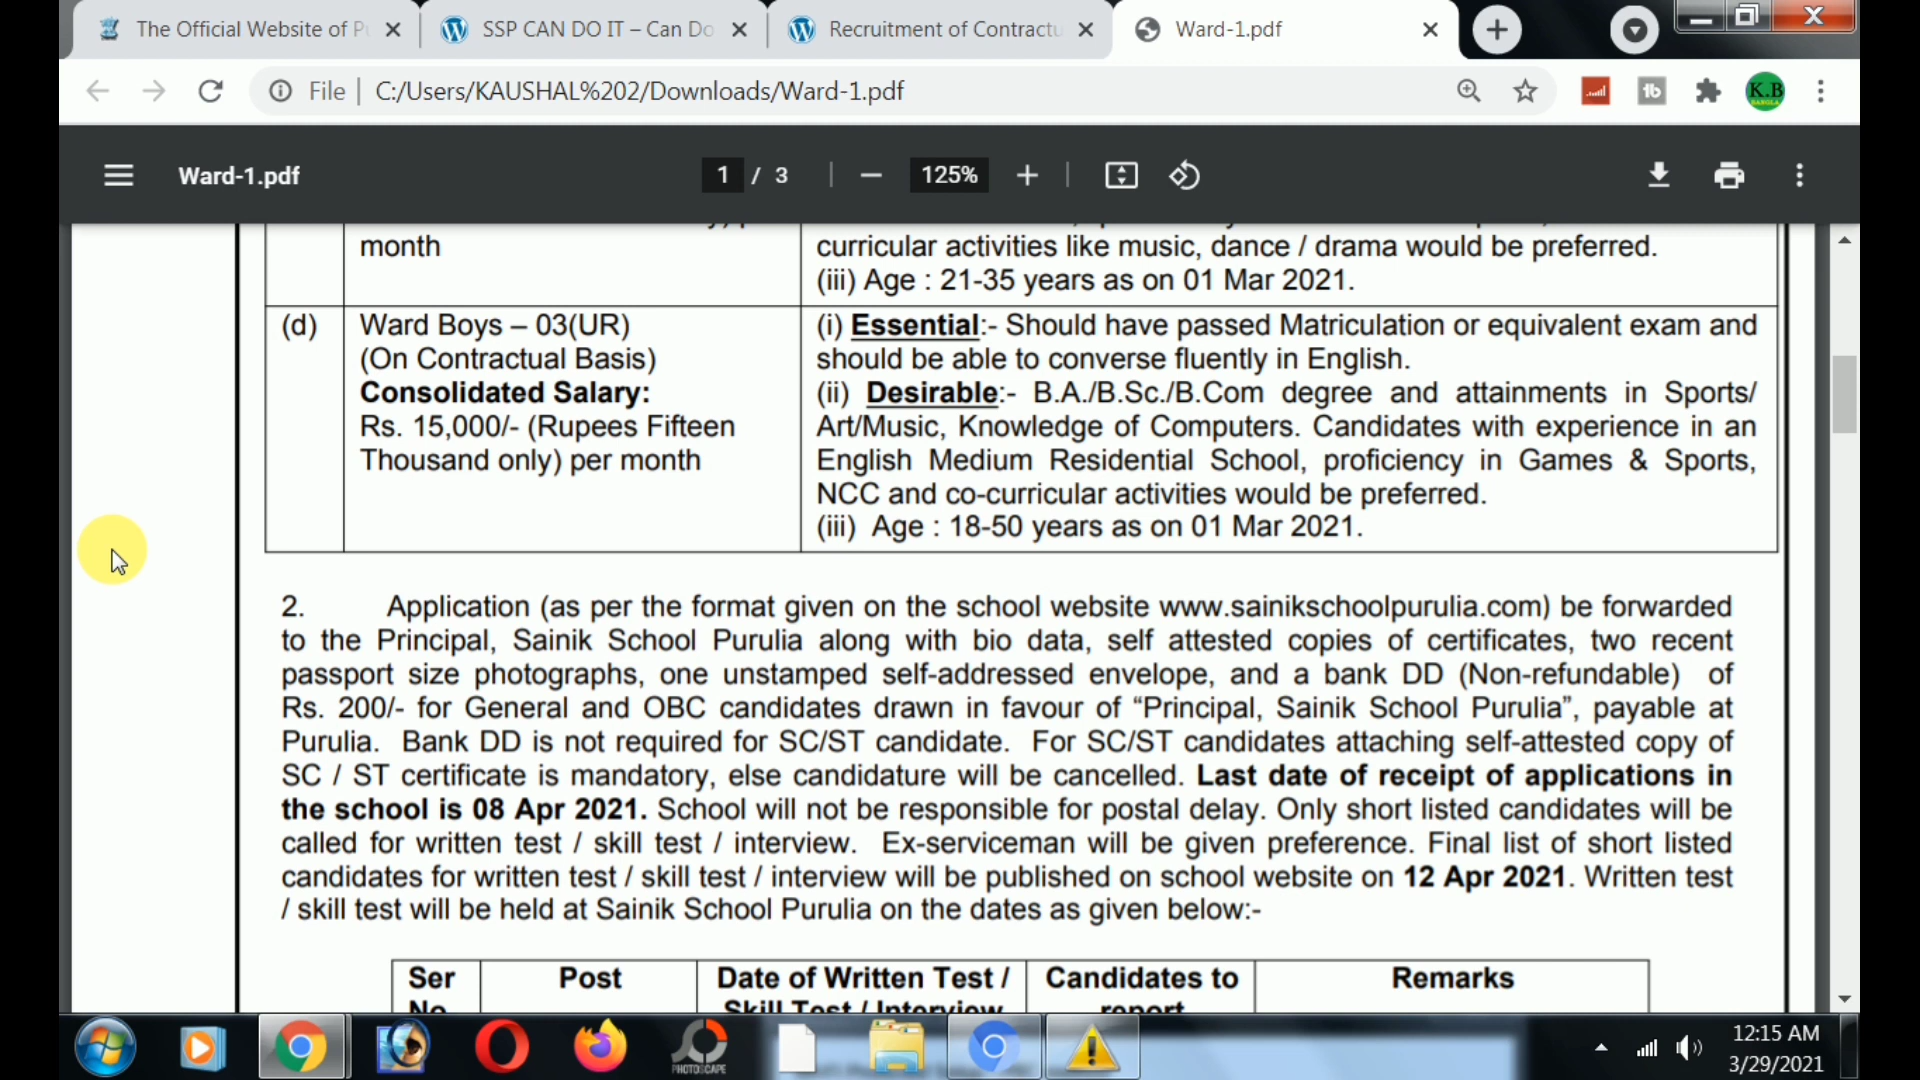 The Official Website of P
SSP CAN DO IT – Can Do
Recruitment of Contractu
Ward-1.pdf
File
C:/Users/KAUSHAL%202/Downloads/Ward-1.pdf
K.B
BANGLA
Ward-1.pdf
1 / 3
125%
month
curricular activities like music, dance / drama would be preferred.
(iii) Age : 21-35 years as on 01 Mar 2021.
(d)
Ward Boys – 03(UR)
(On Contractual Basis)
Consolidated Salary:
Rs. 15,000/- (Rupees Fifteen
Thousand only) per month
(i) Essential:- Should have passed Matriculation or equivalent exam and
should be able to converse fluently in English.
(ii) Desirable:- B.A./B.Sc./B.Com degree and attainments in Sports/
Art/Music, Knowledge of Computers. Candidates with experience in an
English Medium Residential School, proficiency in Games & Sports,
NCC and co-curricular activities would be preferred.
(iii) Age : 18-50 years as on 01 Mar 2021.
2. Application (as per the format given on the school website www.sainikschoolpurulia.com) be forwarded
to the Principal, Sainik School Purulia along with bio data, self attested copies of certificates, two recent
passport size photographs, one unstamped self-addressed envelope, and a bank DD (Non-refundable) of
Rs. 200/- for General and OBC candidates drawn in favour of “Principal, Sainik School Purulia”, payable at
Purulia. Bank DD is not required for SC/ST candidate. For SC/ST candidates attaching self-attested copy of
SC / ST certificate is mandatory, else candidature will be cancelled. Last date of receipt of applications in
the school is 08 Apr 2021. School will not be responsible for postal delay. Only short listed candidates will be
called for written test / skill test / interview. Ex-serviceman will be given preference. Final list of short listed
candidates for written test / skill test / interview will be published on school website on 12 Apr 2021. Written test
/ skill test will be held at Sainik School Purulia on the dates as given below:-
Ser
No
Post
Date of Written Test /
Skill Test / Interview
Candidates to
report
Remarks
PHOTOSCAPE
12:15 AM
3/29/2021